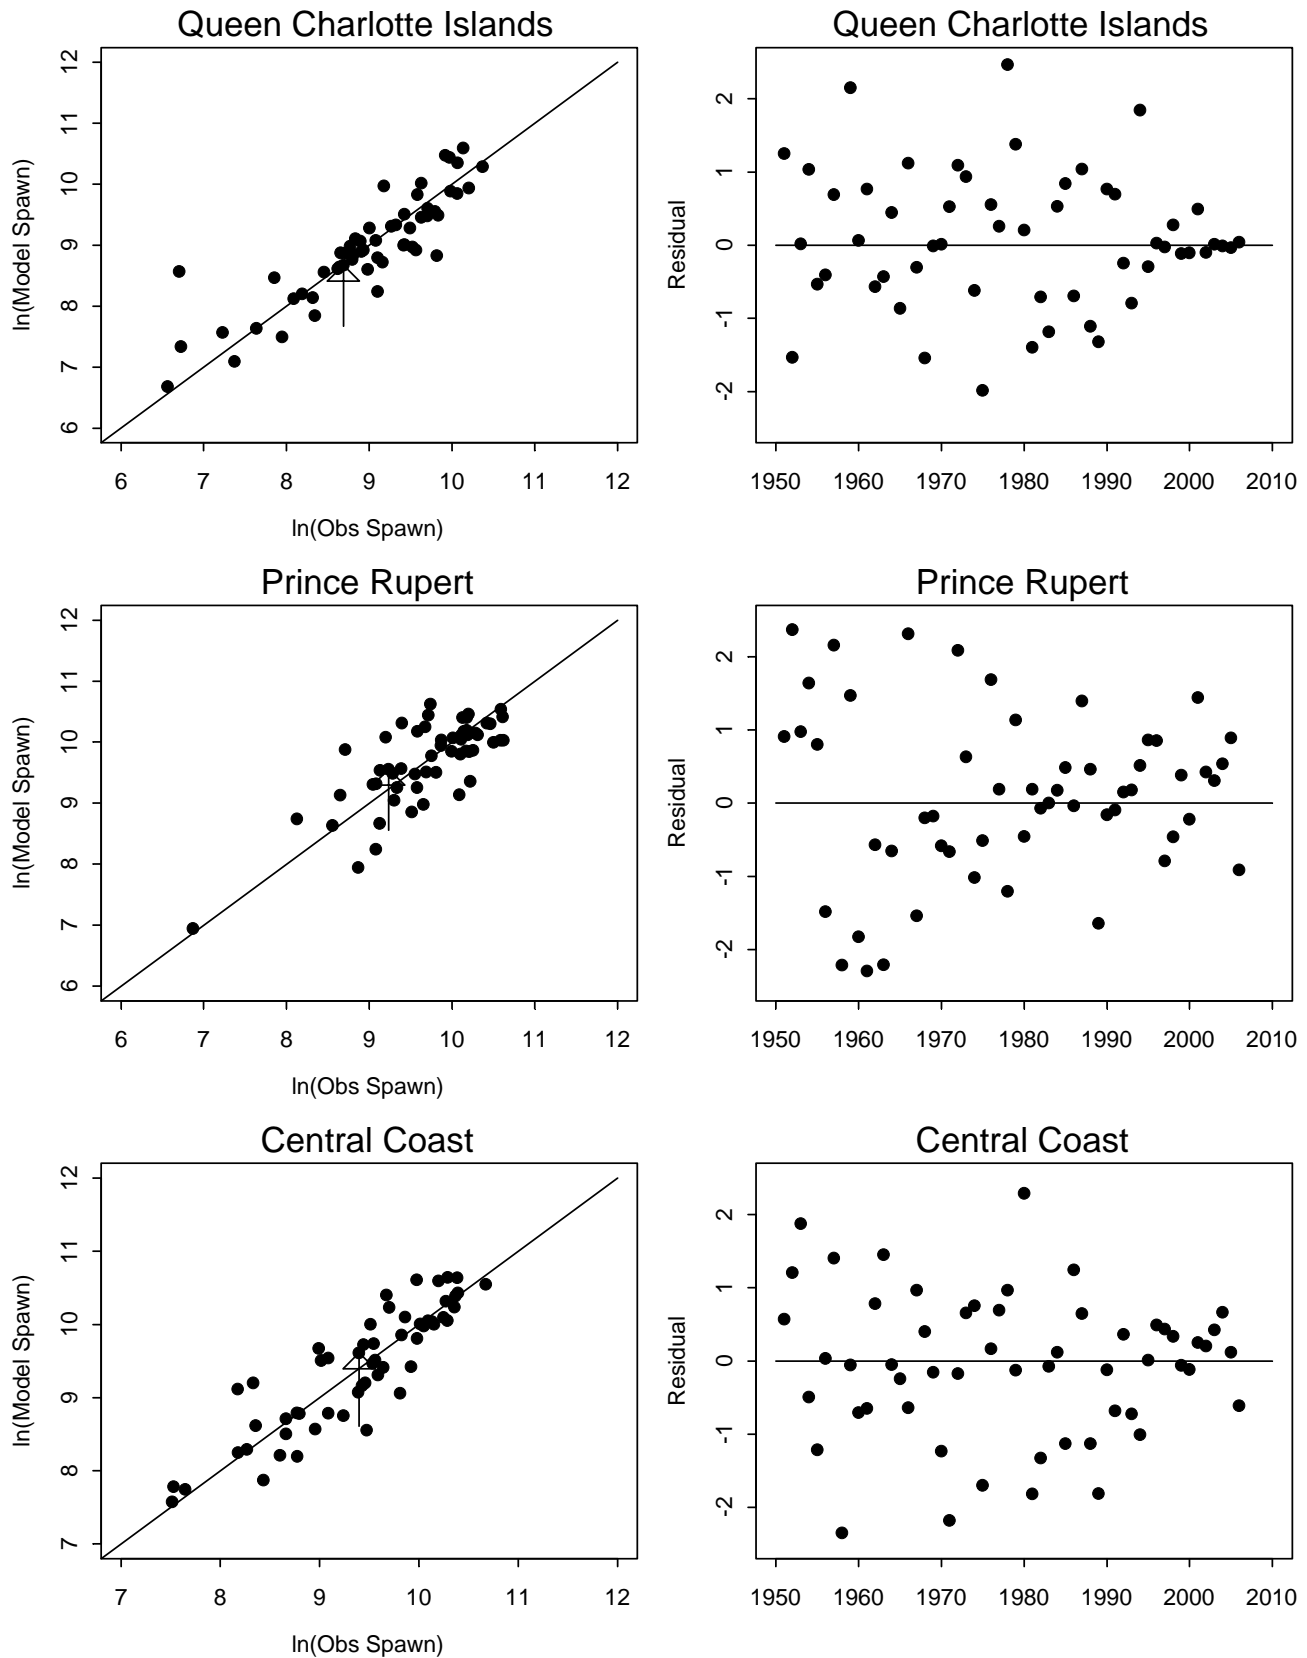 Queen Charlotte Islands
ln(Model Spawn)
12
11
10
9
8
7
6
6 7 8 9 10 11 12
ln(Obs Spawn)
Queen Charlotte Islands
Residual
2
1
0
-1
-2
1950 1960 1970 1980 1990 2000 2010
Prince Rupert
ln(Model Spawn)
12
11
10
9
8
7
6
6 7 8 9 10 11 12
ln(Obs Spawn)
Prince Rupert
Residual
2
1
0
-1
-2
1950 1960 1970 1980 1990 2000 2010
Central Coast
ln(Model Spawn)
12
11
10
9
8
7
7 8 9 10 11 12
ln(Obs Spawn)
Central Coast
Residual
2
1
0
-1
-2
1950 1960 1970 1980 1990 2000 2010